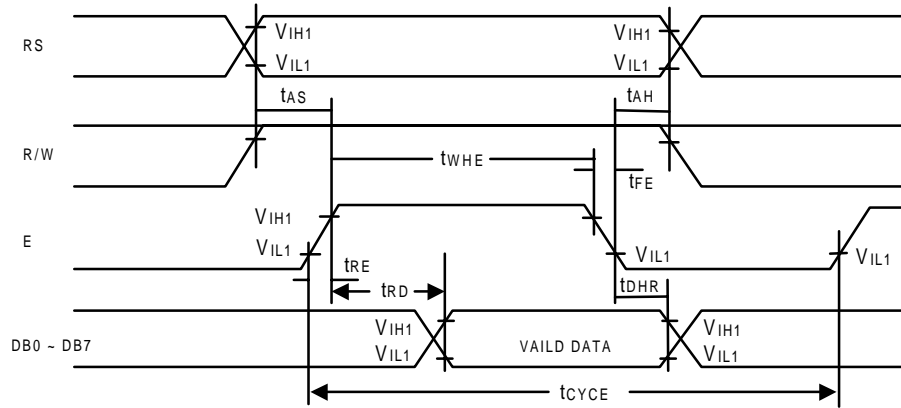 RS
VIH1
VIL1
VIH1
VIL1
tAS
tAH
R/W
tWHE
tFE
E
VIH1
VIL1
VIL1
VIL1
tRE
tRD
tDHR
DB0 ~ DB7
VIH1
VIL1
VAILD DATA
VIH1
VIL1
tCYCE